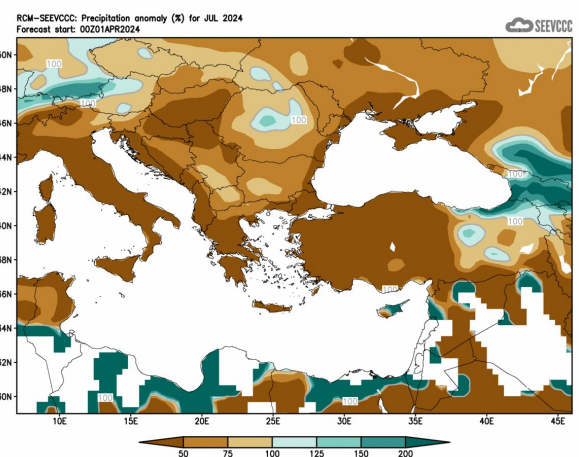 RCM-SEEVCCC: Precipitation anomaly (%) for JUL 2024
Forecast start: 00Z01APR2024
SEEVCCC
50N
100
48N
100
46N
100
44N
100
42N
40N
100
38N
36N
100
34N
32N
30N
100
100
10E 15E 20E 25E 30E 35E 40E 45E
50 75 100 125 150 200